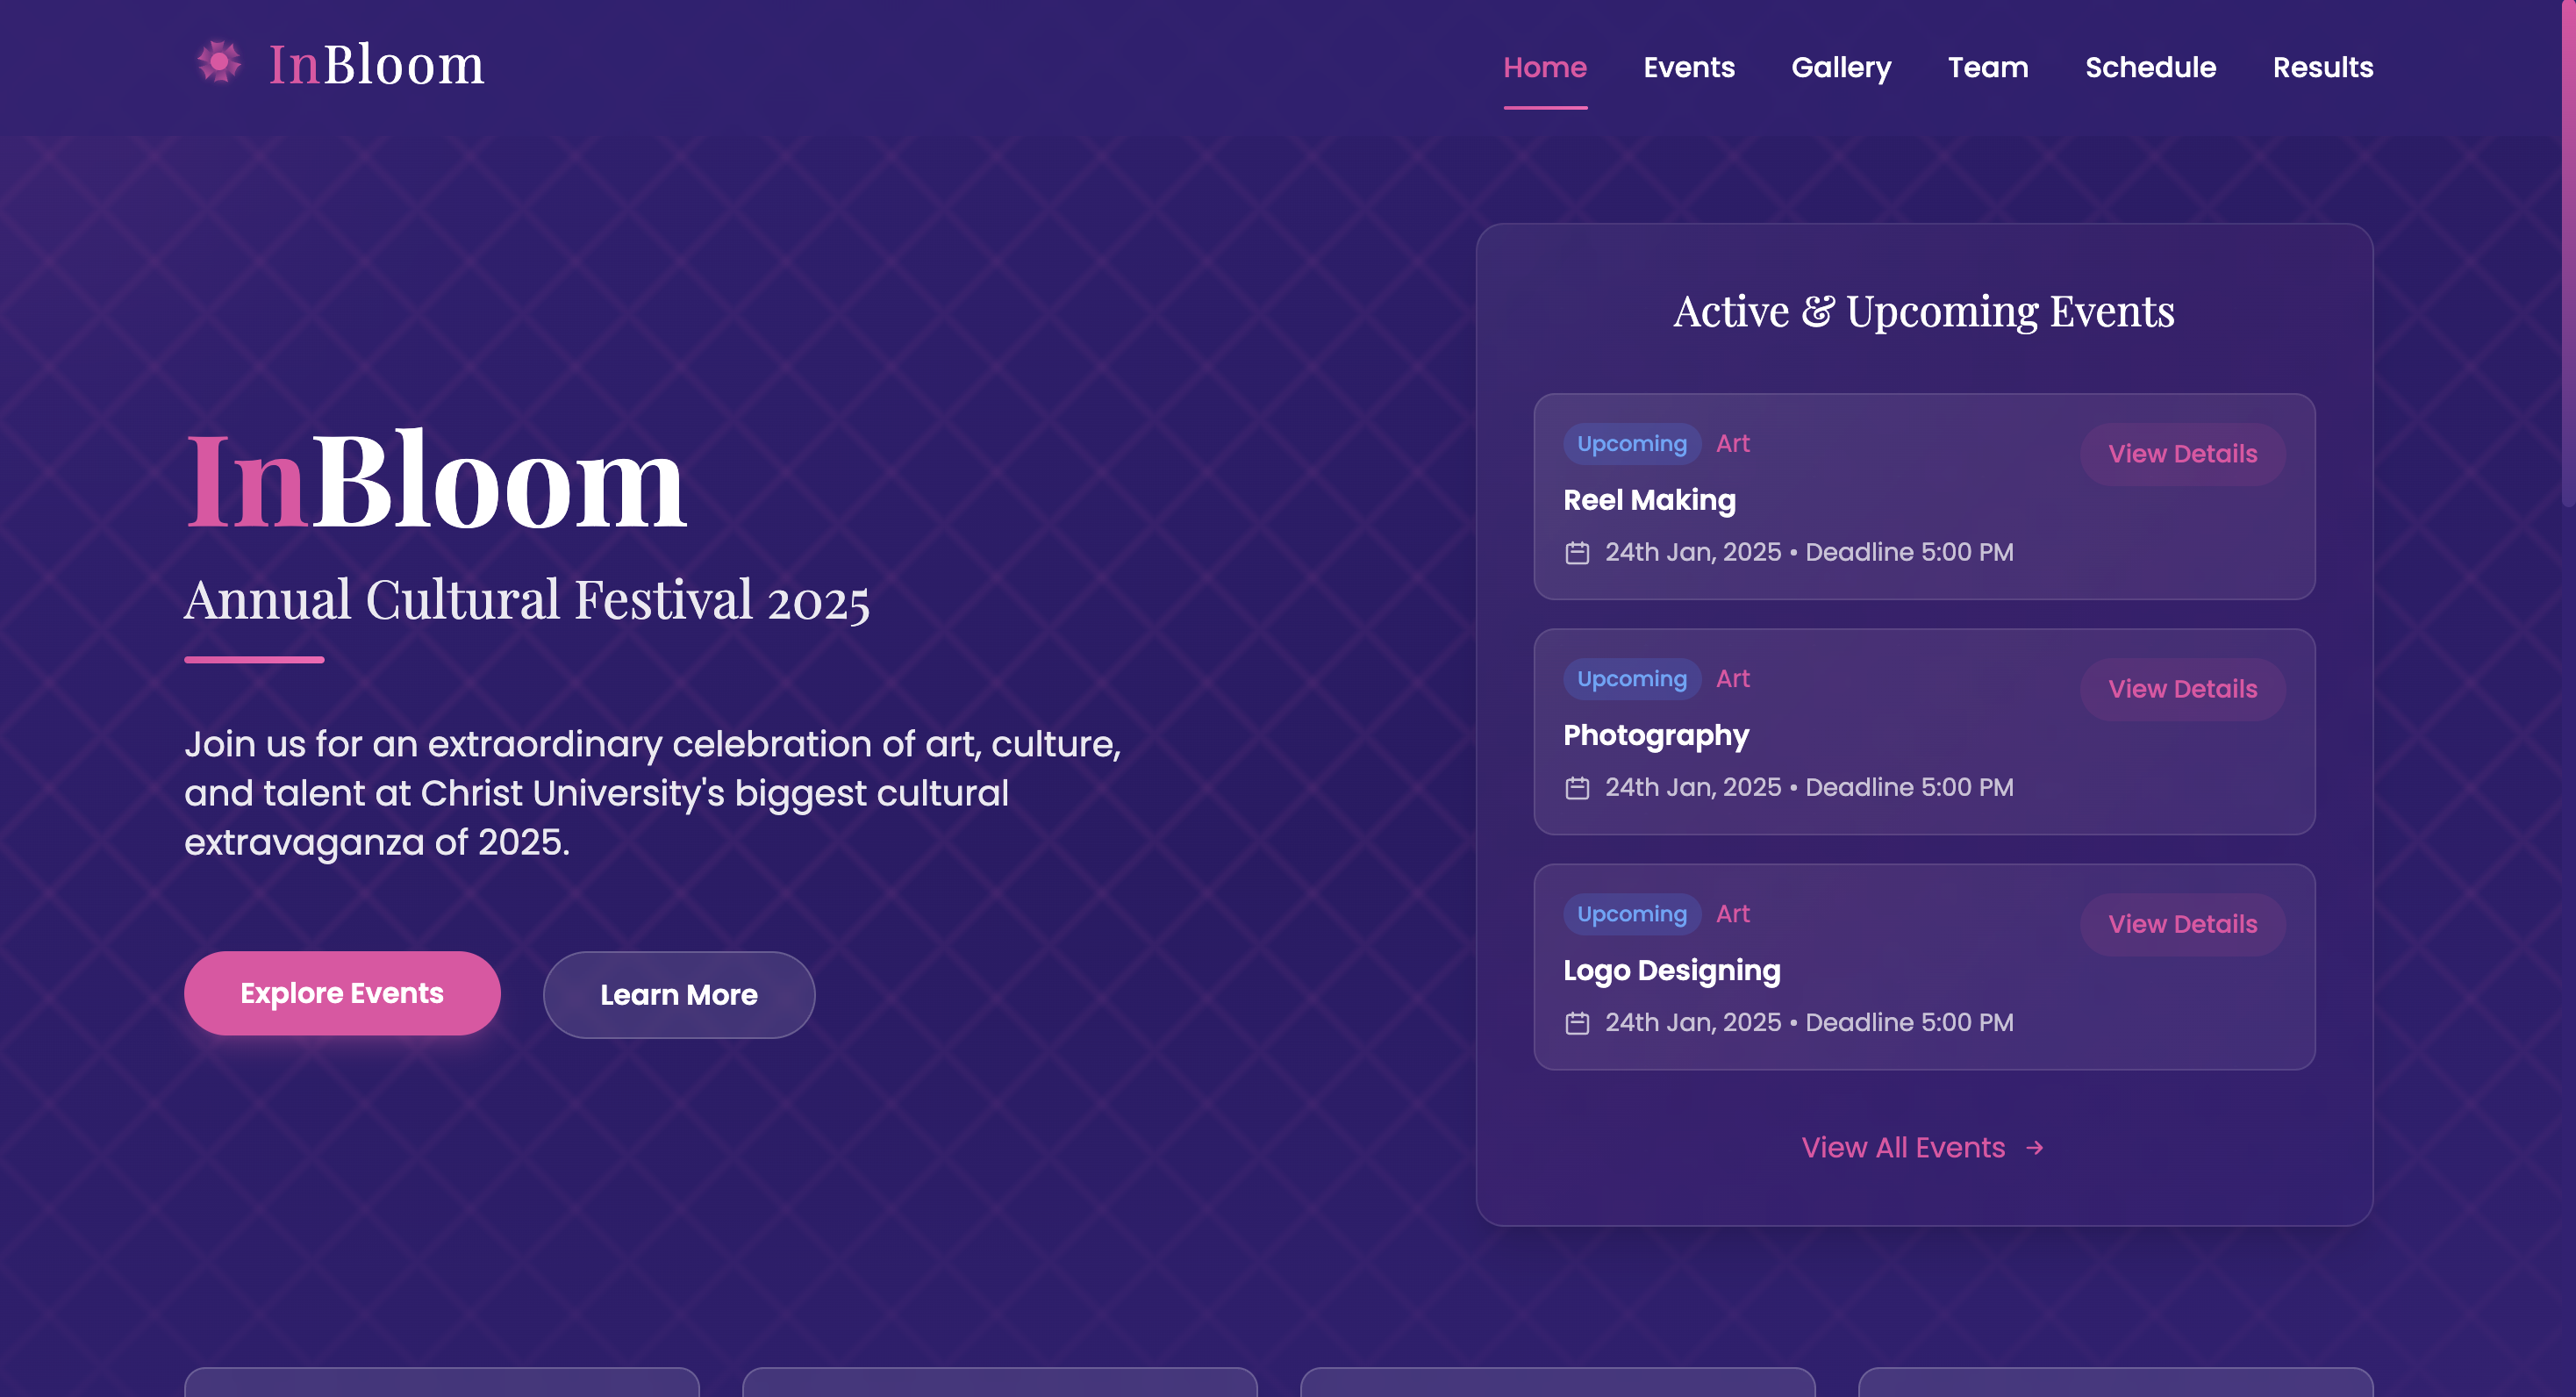 InBloom
Home
Events
Gallery
Team
Schedule
Results
InBloom
Annual Cultural Festival 2025
Join us for an extraordinary celebration of art, culture,
and talent at Christ University's biggest cultural
extravaganza of 2025.
Explore Events
Learn More
Active & Upcoming Events
Upcoming Art
View Details
Reel Making
24th Jan, 2025 • Deadline 5:00 PM
Upcoming Art
View Details
Photography
24th Jan, 2025 • Deadline 5:00 PM
Upcoming Art
View Details
Logo Designing
24th Jan, 2025 • Deadline 5:00 PM
View All Events →